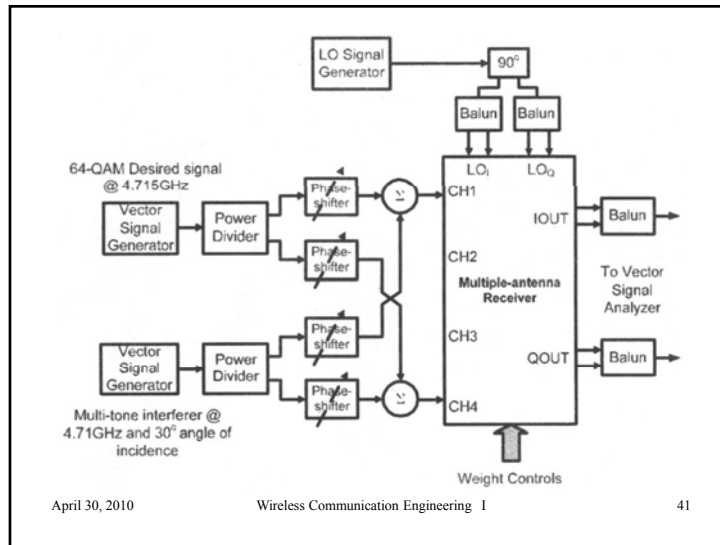 LO Signal
Generator
90°
Balun
Balun
64-QAM Desired signal
@ 4.715GHz
LO_I
LO_Q
Phase-
shifter
Σ
CH1
Vector
Signal
Generator
Power
Divider
IOUT
Balun
Phase-
shifter
CH2
Multiple-antenna
Receiver
To Vector
Signal
Analyzer
Phase-
shifter
CH3
Vector
Signal
Generator
Power
Divider
QOUT
Balun
Phase-
shifter
Σ
CH4
Multi-tone interferer @
4.71GHz and 30° angle of
incidence
Weight Controls
April 30, 2010
Wireless Communication Engineering I
41